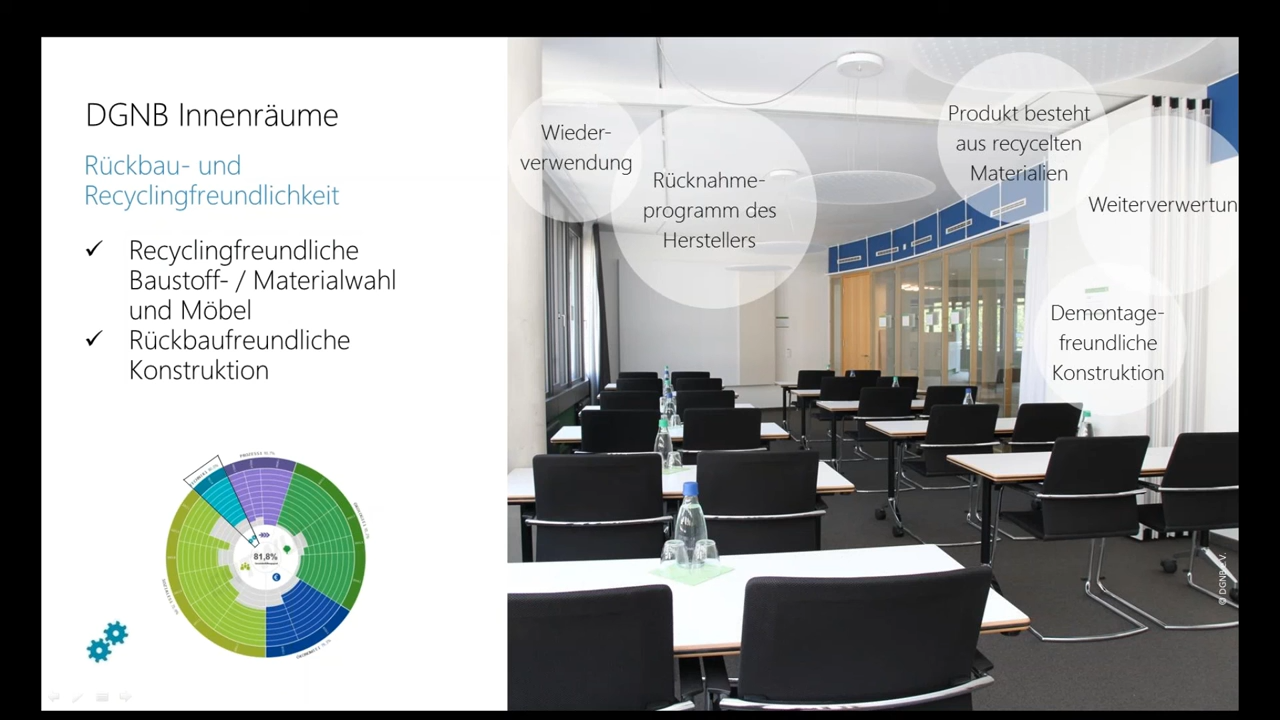 DGNB Innenräume
Rückbau- und
Recyclingfreundlichkeit
✓ Recyclingfreundliche
Baustoff- / Materialwahl
und Möbel
✓ Rückbaufreundliche
Konstruktion
81,8%
Wieder-
verwendung
Rücknahme-
programm des
Herstellers
Produkt besteht
aus recycelten
Materialien
Weiterverwertun
Demontage-
freundliche
Konstruktion
© DGNB e.V.